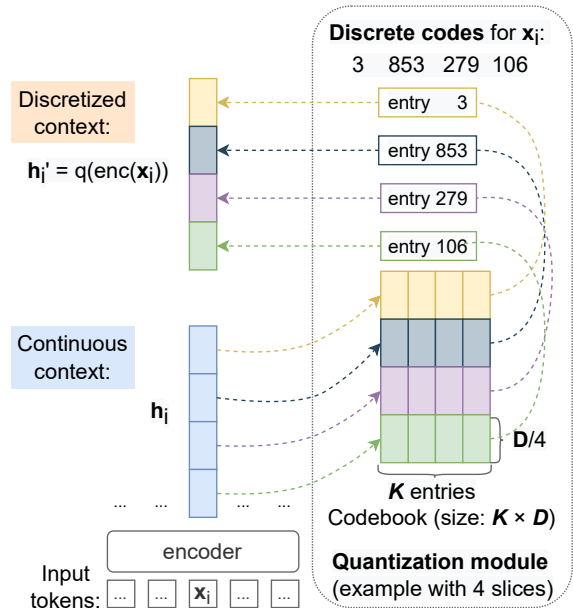 Discrete codes for xᵢ:
3 853 279 106
Discretized
context:
hᵢ' = q(enc(xᵢ))
entry 3
entry 853
entry 279
entry 106
Continuous
context:
hᵢ
D/4
K entries
Codebook (size: K × D)
... ... ... ...
encoder
Input
tokens:
... ... xᵢ ... ...
Quantization module
(example with 4 slices)